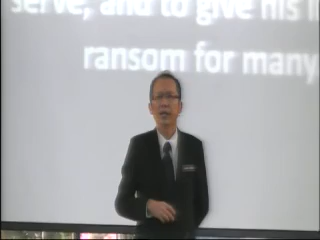 serve, and to give his
ransom for many